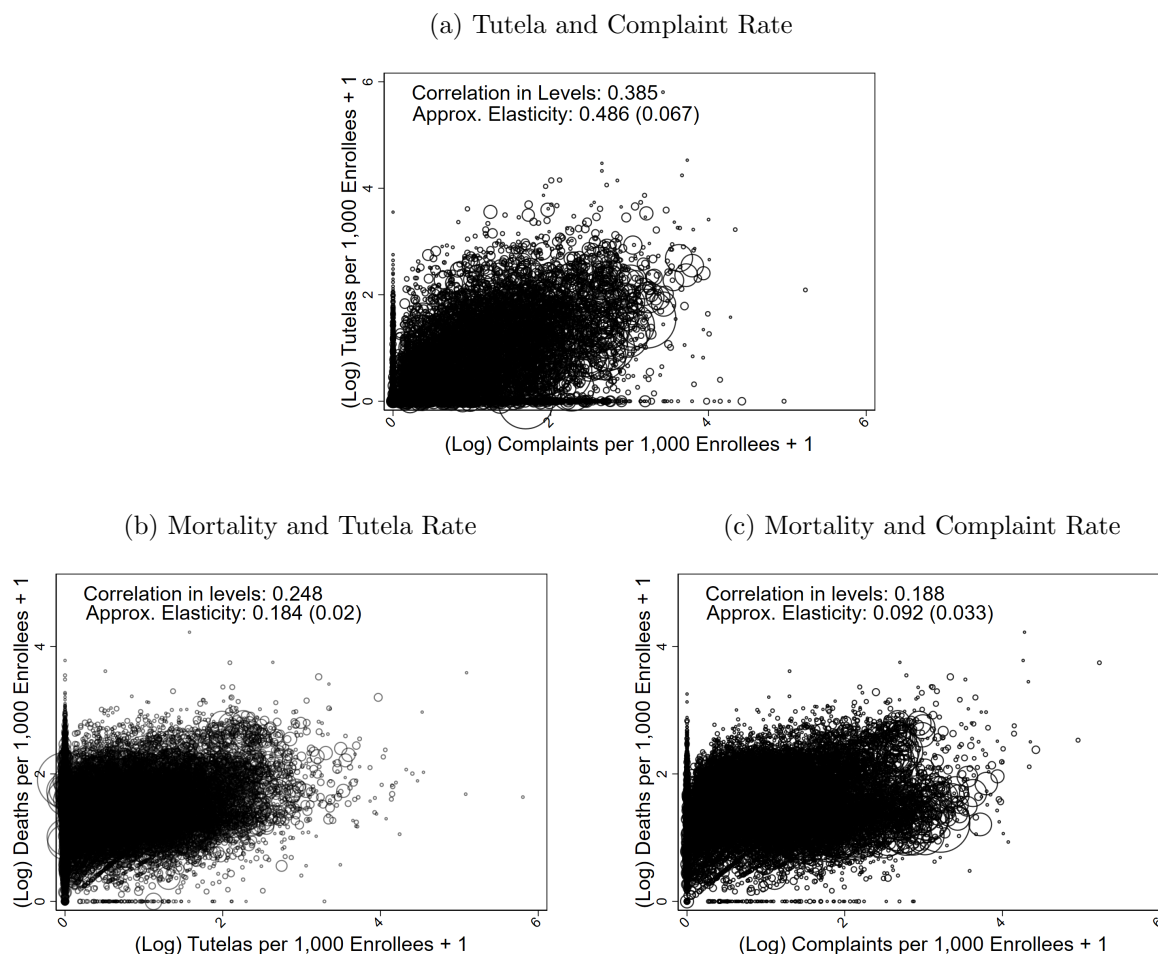 (a) Tutela and Complaint Rate
Correlation in Levels: 0.385
Approx. Elasticity: 0.486 (0.067)
(Log) Tutelas per 1,000 Enrollees + 1
0
2
4
6
0
2
4
6
(Log) Complaints per 1,000 Enrollees + 1
(b) Mortality and Tutela Rate
Correlation in levels: 0.248
Approx. Elasticity: 0.184 (0.02)
(Log) Deaths per 1,000 Enrollees + 1
0
2
4
0
2
4
6
(Log) Tutelas per 1,000 Enrollees + 1
(c) Mortality and Complaint Rate
Correlation in levels: 0.188
Approx. Elasticity: 0.092 (0.033)
(Log) Deaths per 1,000 Enrollees + 1
0
2
4
0
2
4
6
(Log) Complaints per 1,000 Enrollees + 1